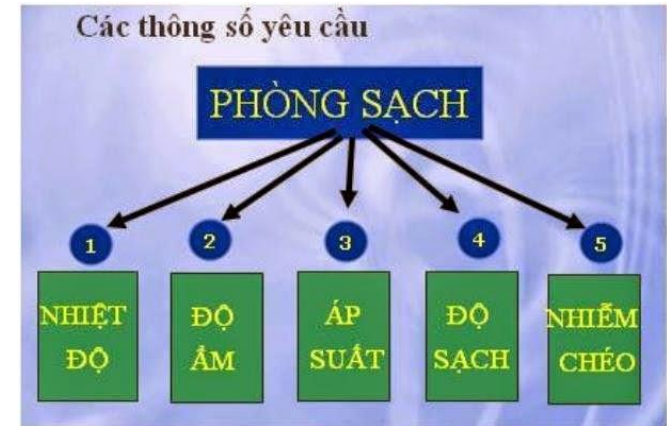 Các thông số yêu cầu
PHÒNG SẠCH
1
2
3
4
5
NHIỆT
ĐỘ
ĐỘ
ẨM
ÁP
SUẤT
ĐỘ
SẠCH
NHIỄM
CHÉO